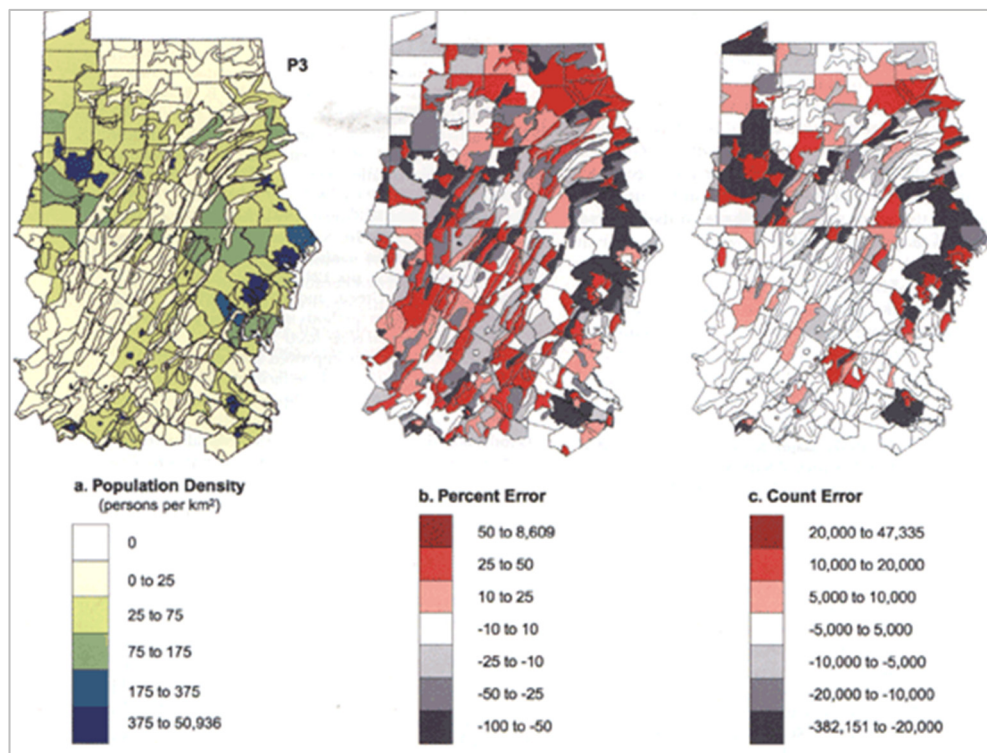 P3
a. Population Density
(persons per km²)
0
0 to 25
25 to 75
75 to 175
175 to 375
375 to 50,936
b. Percent Error
50 to 8,609
25 to 50
10 to 25
-10 to 10
-25 to -10
-50 to -25
-100 to -50
c. Count Error
20,000 to 47,335
10,000 to 20,000
5,000 to 10,000
-5,000 to 5,000
-10,000 to -5,000
-20,000 to -10,000
-382,151 to -20,000